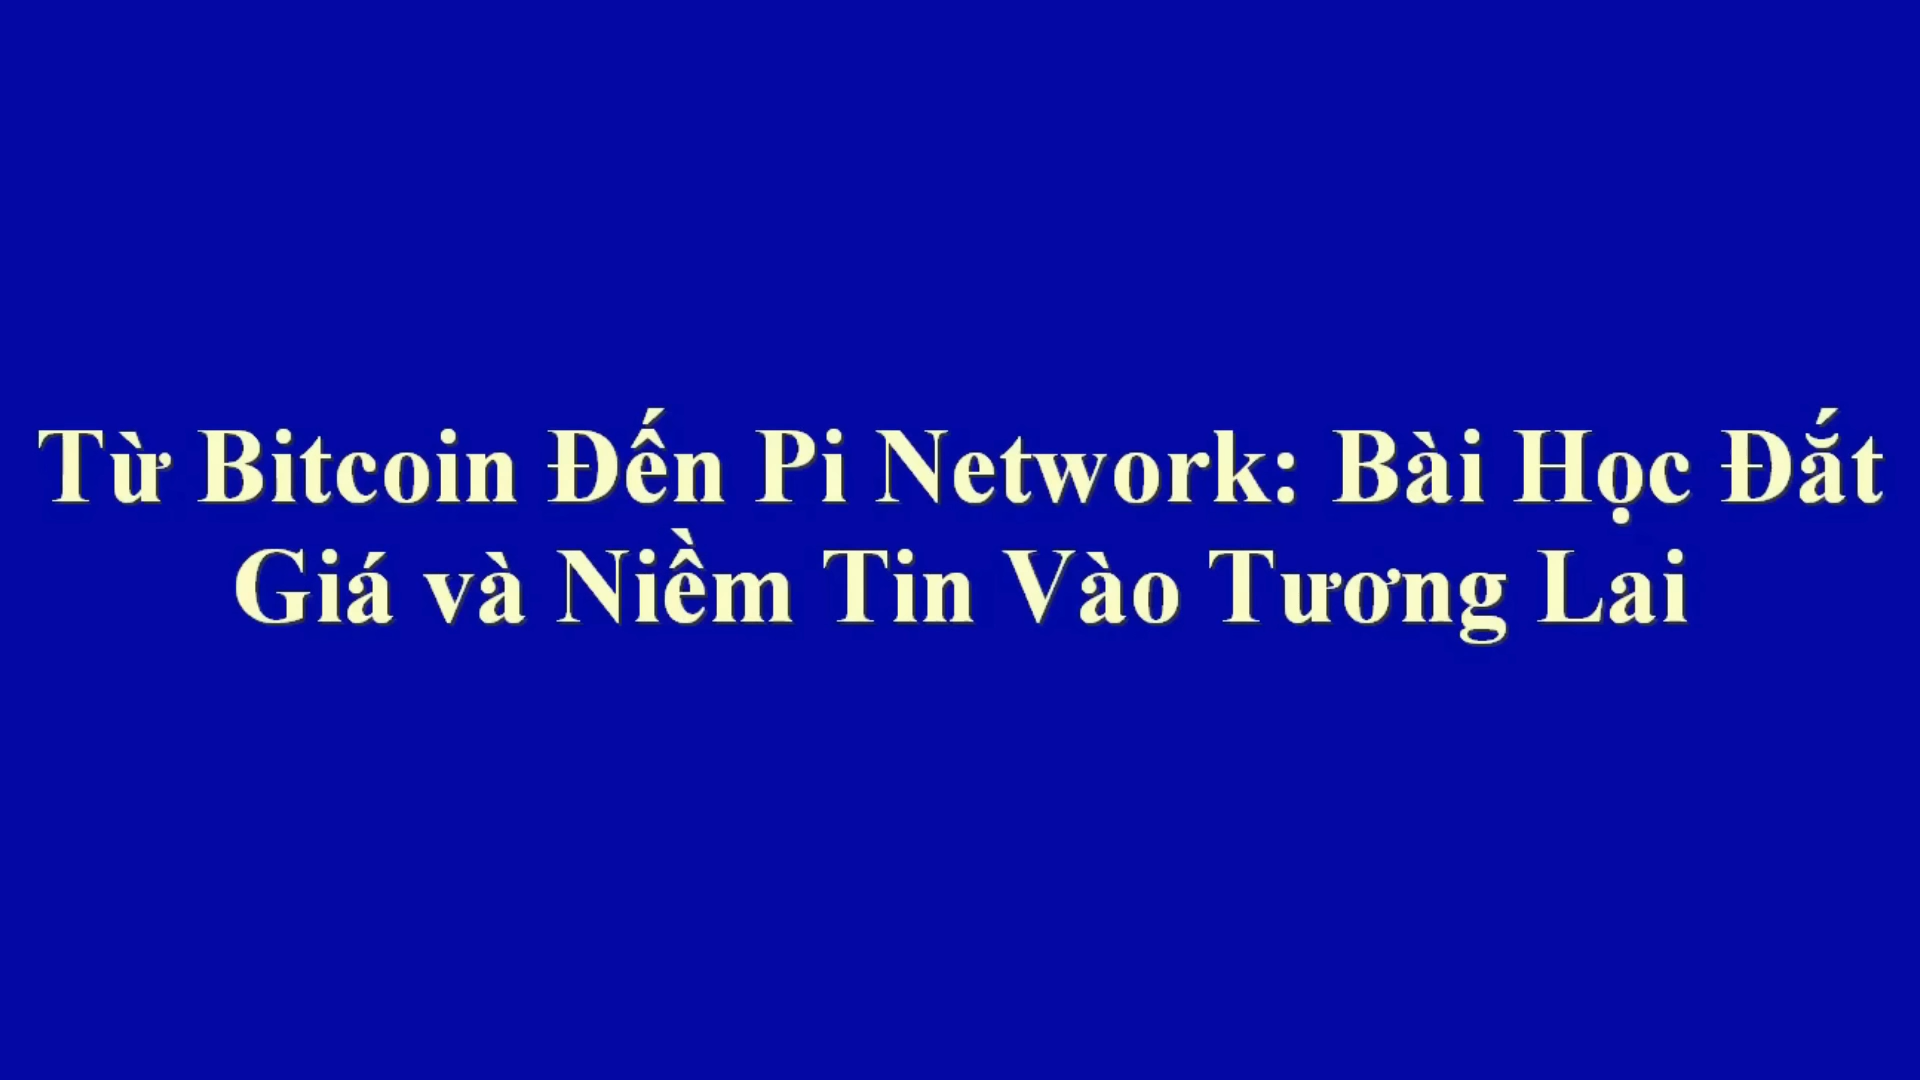 Từ Bitcoin Đến Pi Network: Bài Học Đắt
Giá và Niềm Tin Vào Tương Lai